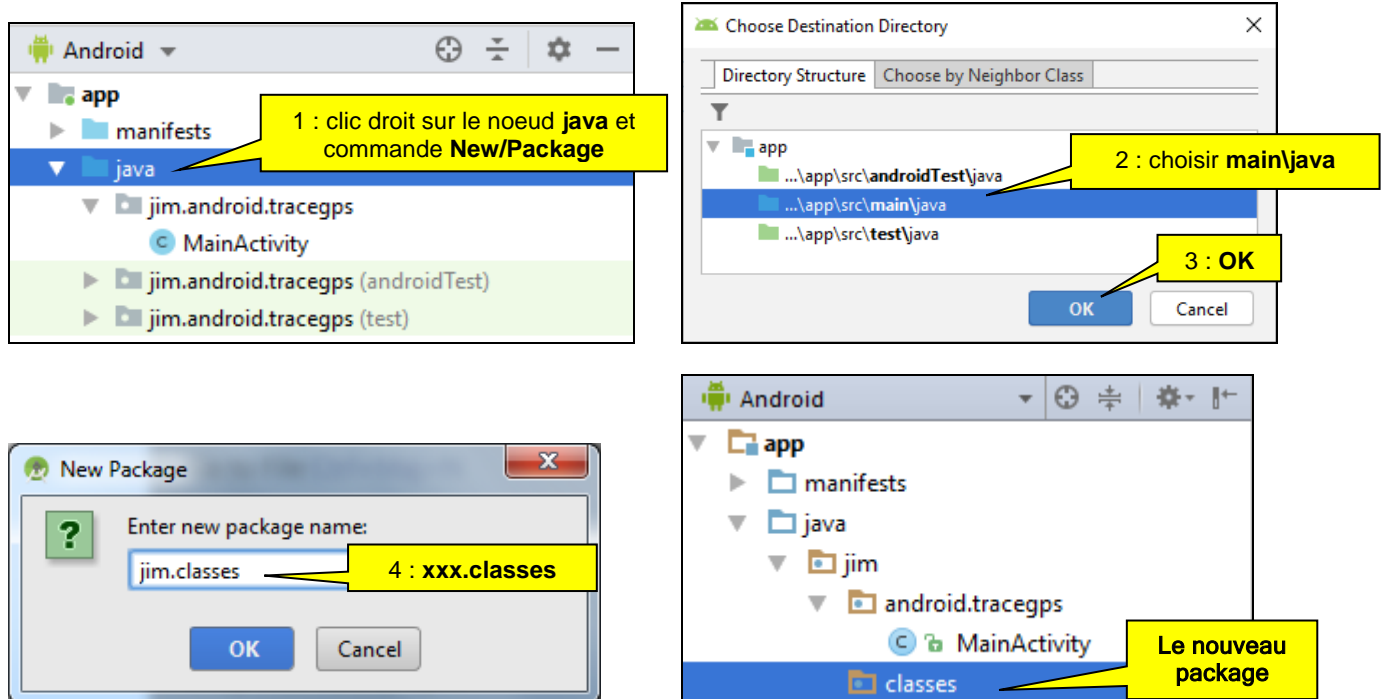 Android
app
manifests
java
jim.android.tracegps
MainActivity
jim.android.tracegps (androidTest)
jim.android.tracegps (test)
1 : clic droit sur le noeud java et
commande New/Package
Choose Destination Directory
Directory Structure Choose by Neighbor Class
app
...\app\src\androidTest\java
...\app\src\main\java
...\app\src\test\java
2 : choisir main\java
3 : OK
OK Cancel
New Package
Enter new package name:
jim.classes
4 : xxx.classes
OK Cancel
Android
app
manifests
java
jim
android.tracegps
MainActivity
classes
Le nouveau
package